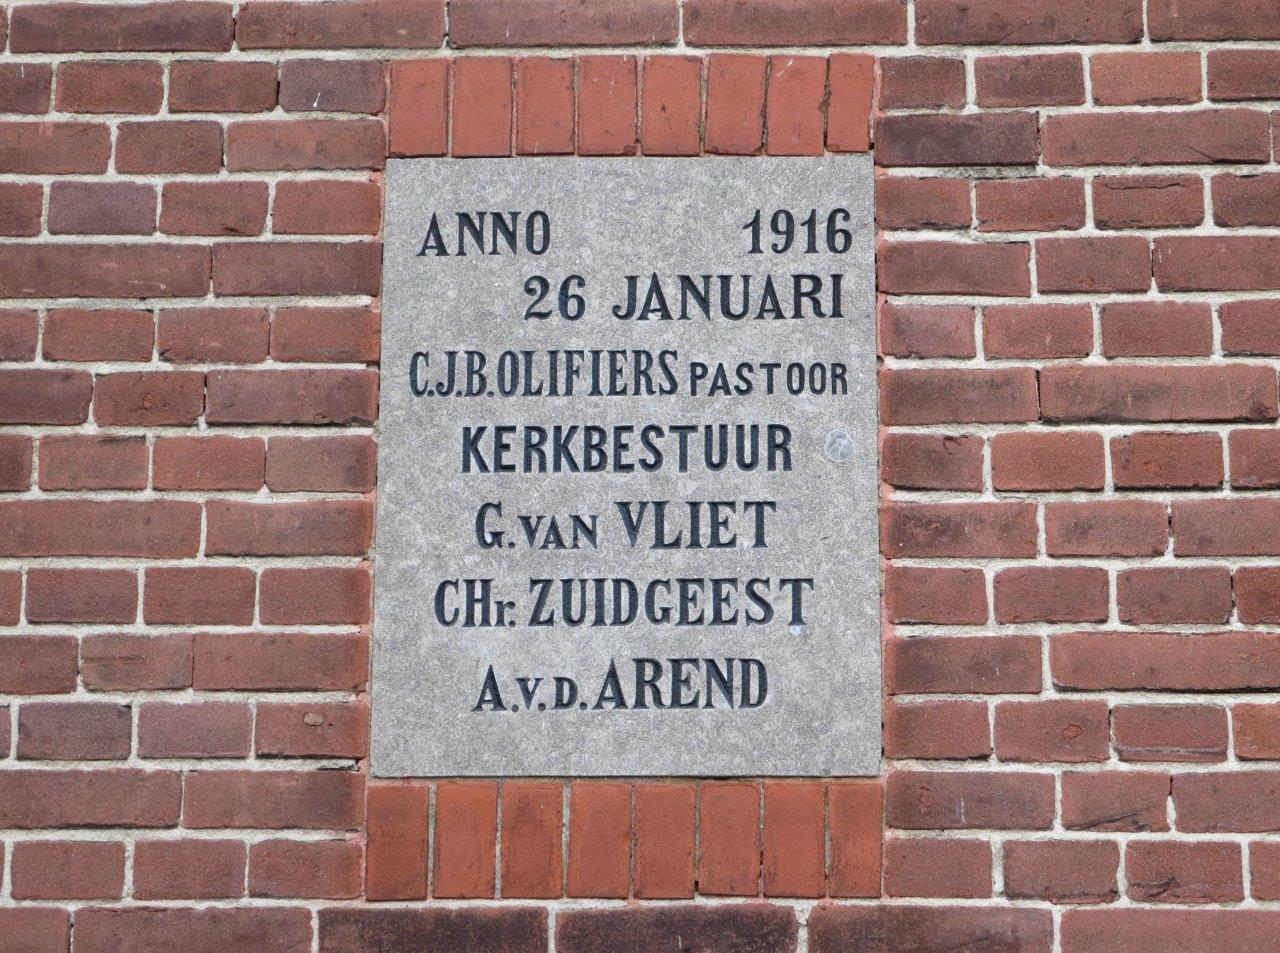 ANNO 1916
26 JANUARI
C.J.B. OLIFIERS PASTOOR
KERKBESTUUR
G. VAN VLIET
CHr. ZUIDGEEST
A.V.D. AREND